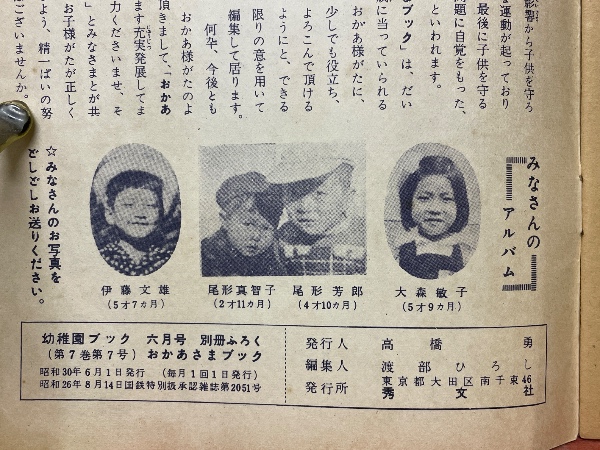 影響から子供を守ろ
な運動が起っており
最後に子供を守る
問題に自覚をもった、
といわれます。
ブック」は、だい
に当っていられる
おかあ様がたに、
少しでも役立ち、
よろこんで頂ける
ようにと、できる
限りの意を用いて
編集して居ります。
何卒、今後とも
おかあ様がたのよ
頂きまして、「おかあ
ます充実発展してま
力くださいませ、そ
」とみなさまとが共
お子様がたが正しく
よう、精一ぱいの努
ございませんか。
みなさんの
アルバム
大森敏子
(5才9カ月)
尾形芳郎
(4才10カ月)
尾形真智子
(2才11カ月)
伊藤文雄
(5才7カ月)
☆みなさんのお写真を
どしどしお送りください。
幼稚園ブック 六月号 別冊ふろく
(第7巻第7号) おかあさまブック
昭和30年6月1日発行 (毎月1回1日発行)
昭和26年8月14日国鉄特別扱承認雑誌第2051号
発行人 高橋勇
編集人 渡部ひろし
発行所 東京都大田区南千束46
秀文社